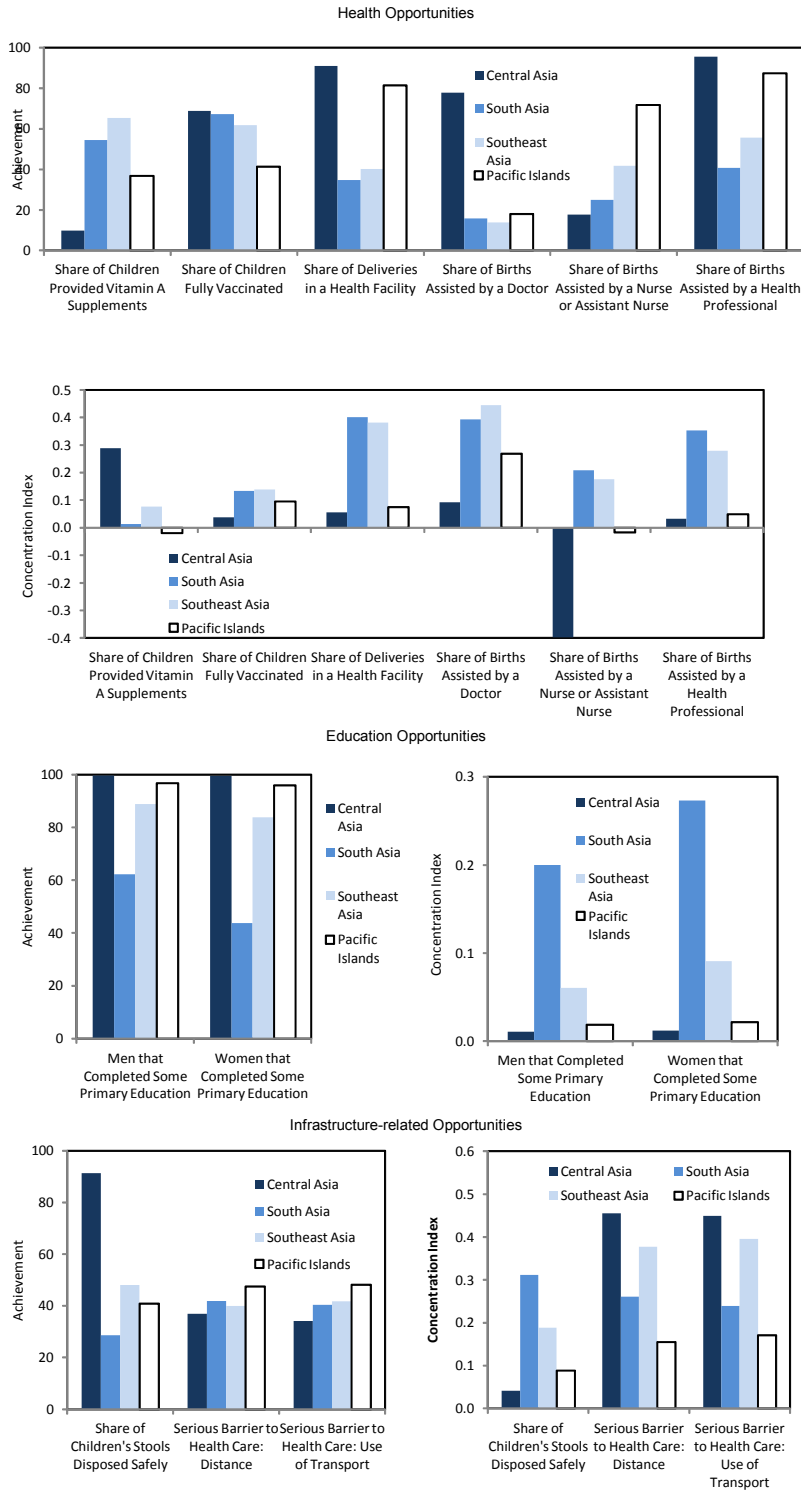 Health Opportunities
100
80
60
40
20
0
Achievement
Central Asia
South Asia
Southeast
Asia
Pacific Islands
Share of Children
Provided Vitamin A
Supplements
Share of Children
Fully Vaccinated
Share of Deliveries
in a Health Facility
Share of Births
Assisted by a Doctor
Share of Births
Assisted by a Nurse
or Assistant Nurse
Share of Births
Assisted by a Health
Professional
0.5
0.4
0.3
0.2
0.1
0.0
-0.1
-0.2
-0.3
-0.4
Concentration Index
Central Asia
South Asia
Southeast Asia
Pacific Islands
Share of Children
Provided Vitamin
A Supplements
Share of Children
Fully Vaccinated
Share of Deliveries
in a Health Facility
Share of Births
Assisted by a
Doctor
Share of Births
Assisted by a
Nurse or Assistant
Nurse
Share of Births
Assisted by a
Health
Professional
Education Opportunities
100
80
60
40
20
0
Achievement
Central
Asia
South Asia
Southeast
Asia
Pacific
Islands
Men that
Completed Some
Primary Education
Women that
Completed Some
Primary Education
0.3
0.2
0.1
0.0
Concentration Index
Central Asia
South Asia
Southeast
Asia
Pacific
Islands
Men that Completed
Some Primary
Education
Women that
Completed Some
Primary Education
Infrastructure-related Opportunities
100
80
60
40
20
0
Achievement
Central Asia
South Asia
Southeast Asia
Pacific Islands
Share of
Children's Stools
Disposed Safely
Serious Barrier to
Health Care:
Distance
Serious Barrier to
Health Care: Use
of Transport
0.6
0.5
0.4
0.3
0.2
0.1
0.0
Concentration Index
Central Asia
South Asia
Southeast Asia
Pacific Islands
Share of
Children's Stools
Disposed Safely
Serious Barrier
to Health Care:
Distance
Serious Barrier
to Health Care:
Use of
Transport